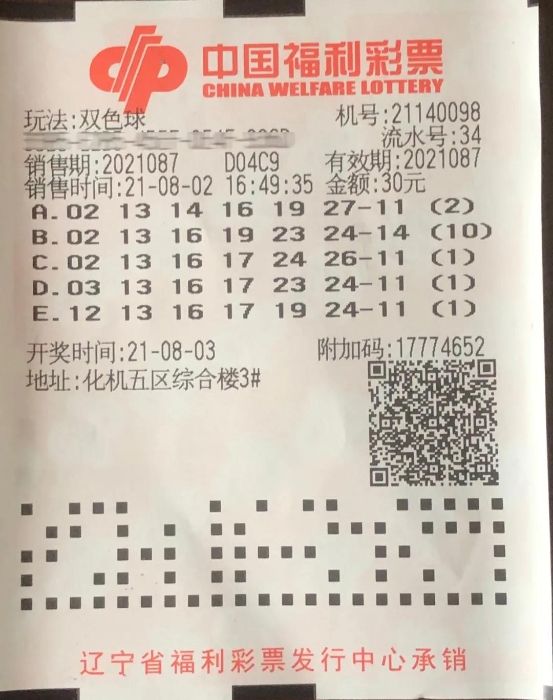 中国福利彩票
CHINA WELFARE LOTTERY
玩法:双色球 机号:21140098
流水号:34
销售期:2021087 D04C9 有效期:2021087
销售时间:21-08-02 16:49:35 金额:30元
A.02 13 14 16 19 27-11 (2)
B.02 13 16 19 23 24-14 (10)
C.02 13 16 17 24 26-11 (1)
D.03 13 16 17 23 24-11 (1)
E.12 13 16 17 19 24-11 (1)
开奖时间:21-08-03 附加码:17774652
地址:化机五区综合楼3#
辽宁省福利彩票发行中心承销